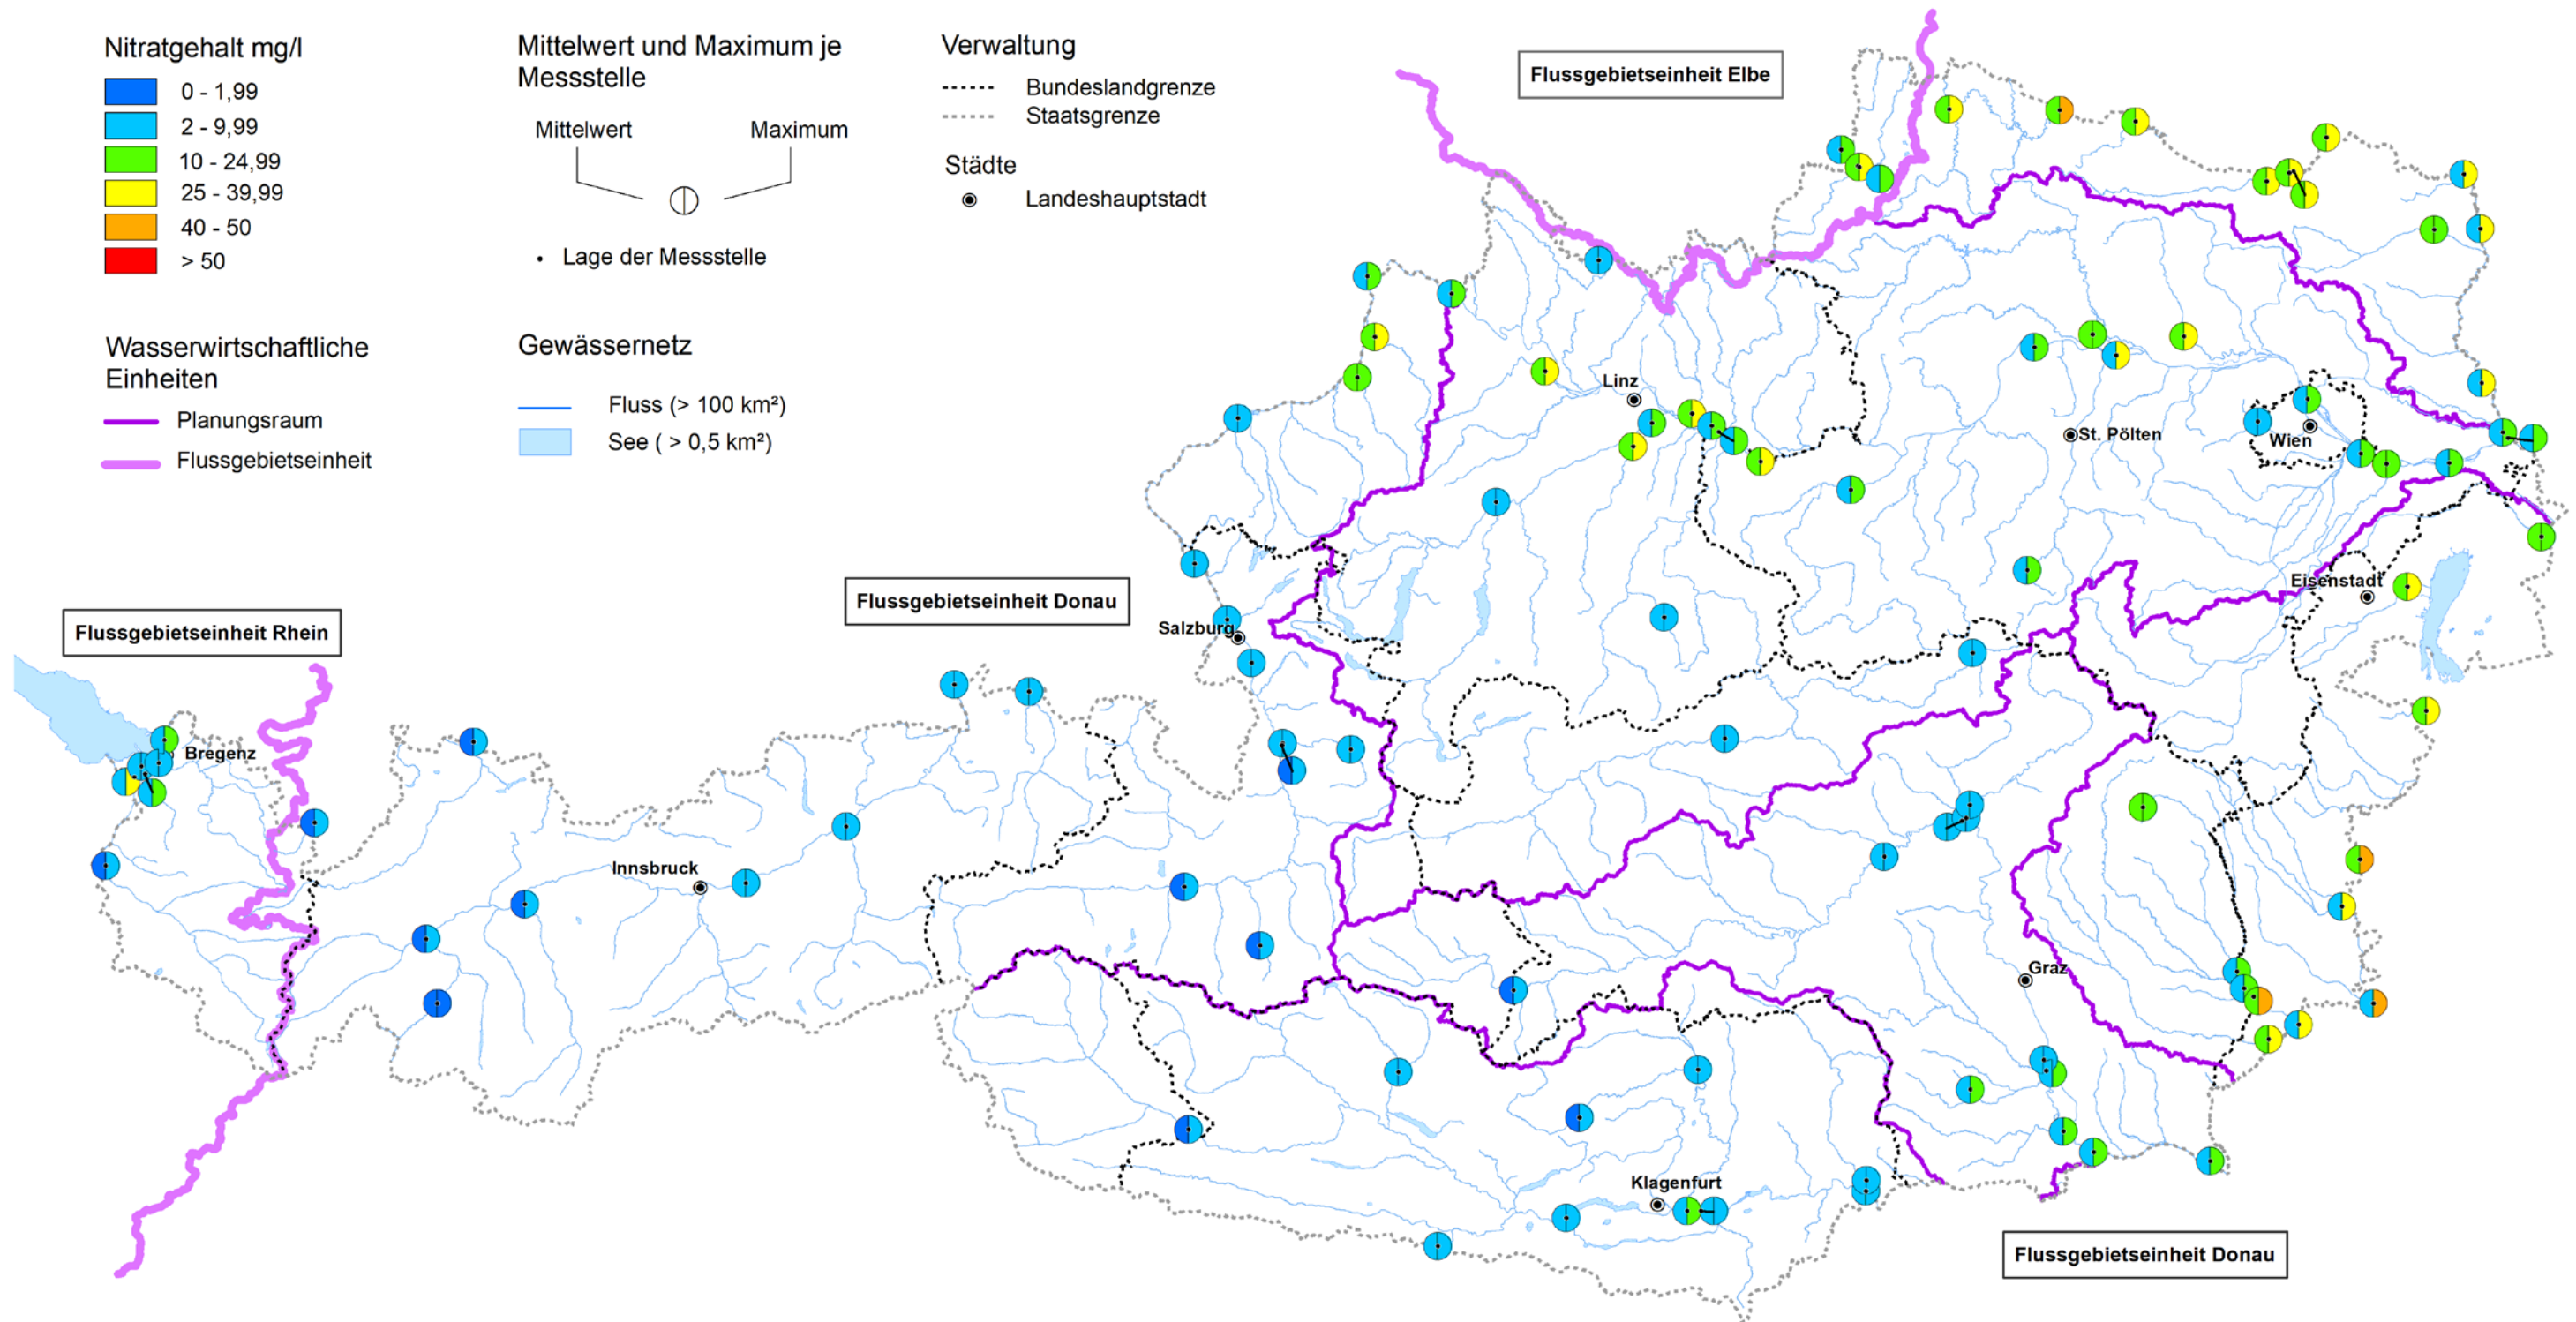 Nitratgehalt mg/l
0 - 1,99
2 - 9,99
10 - 24,99
25 - 39,99
40 - 50
> 50
Wasserwirtschaftliche
Einheiten
Planungsraum
Flussgebietseinheit
Mittelwert und Maximum je
Messstelle
Mittelwert
Maximum
Lage der Messstelle
Gewässernetz
Fluss (> 100 km²)
See ( > 0,5 km²)
Verwaltung
Bundeslandgrenze
Staatsgrenze
Städte
Landeshauptstadt
Flussgebietseinheit Elbe
Linz
St. Pölten
Wien
Eisenstadt
Flussgebietseinheit Donau
Salzburg
Flussgebietseinheit Rhein
Bregenz
Innsbruck
Graz
Klagenfurt
Flussgebietseinheit Donau